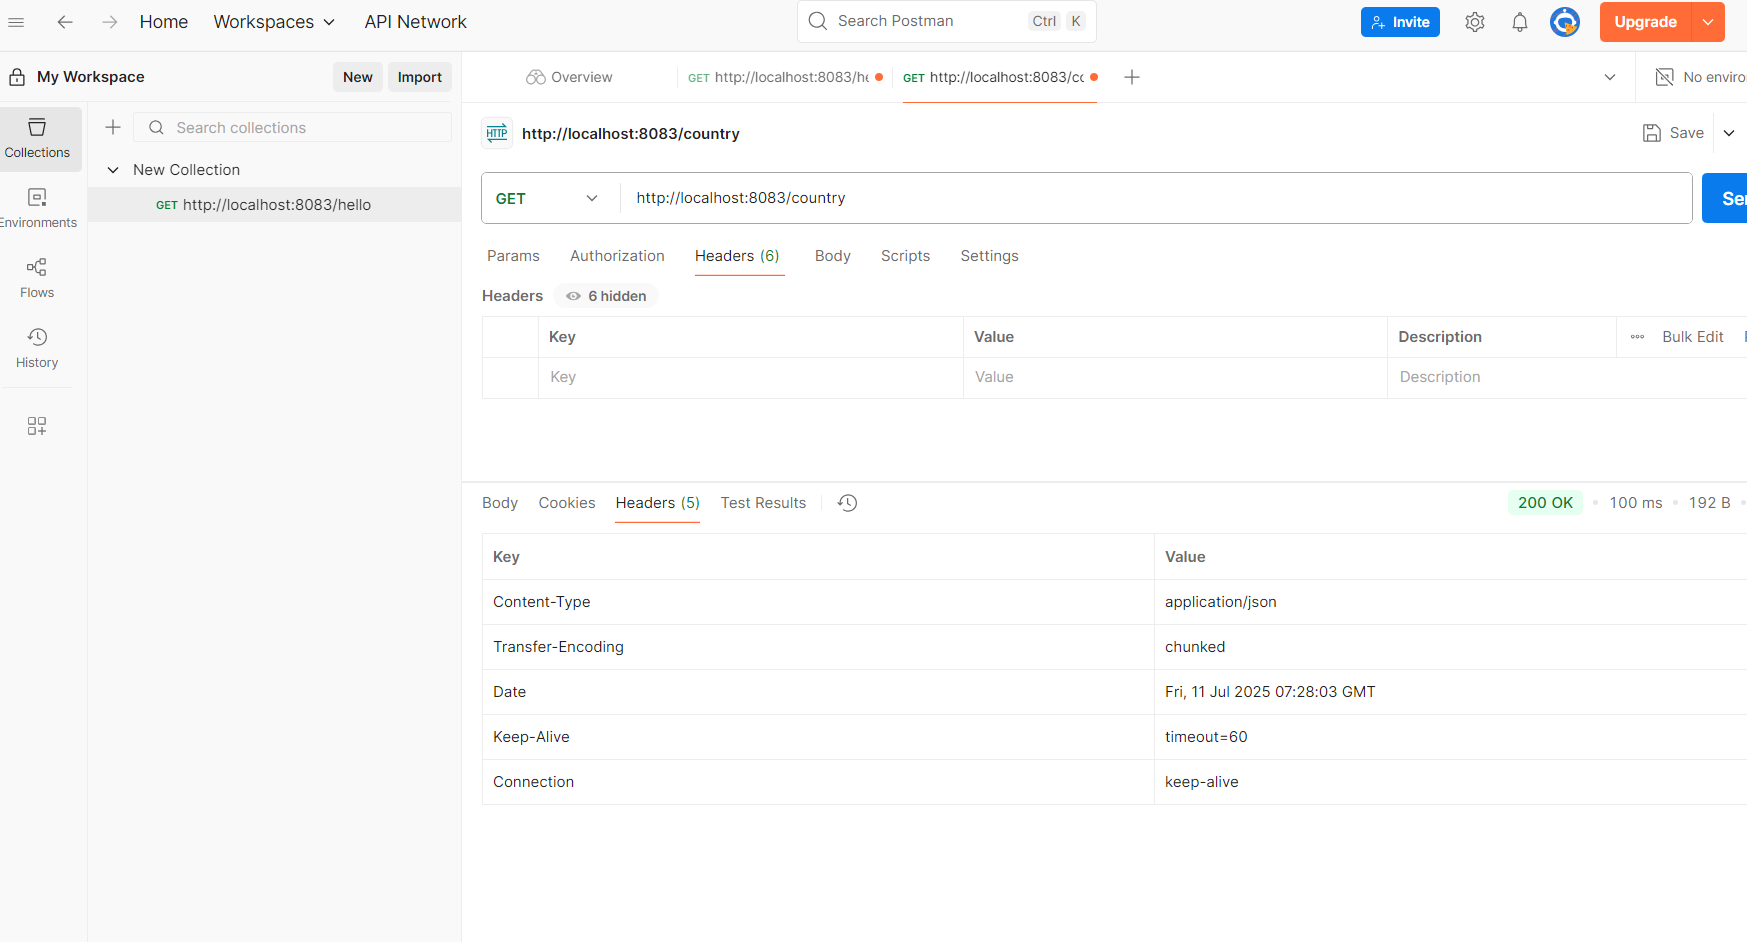 Home Workspaces API Network Search Postman Ctrl K Invite Upgrade
My Workspace New Import Overview GET http://localhost:8083/he GET http://localhost:8083/co No enviro
Collections
Search collections
New Collection
GET http://localhost:8083/hello
Environments
Flows
History
HTTP http://localhost:8083/country Save
GET http://localhost:8083/country Sen
Params Authorization Headers (6) Body Scripts Settings
Headers 6 hidden
Key Value Description Bulk Edit
Key Value Description
Body Cookies Headers (5) Test Results 200 OK 100 ms 192 B
Key Value
Content-Type application/json
Transfer-Encoding chunked
Date Fri, 11 Jul 2025 07:28:03 GMT
Keep-Alive timeout=60
Connection keep-alive